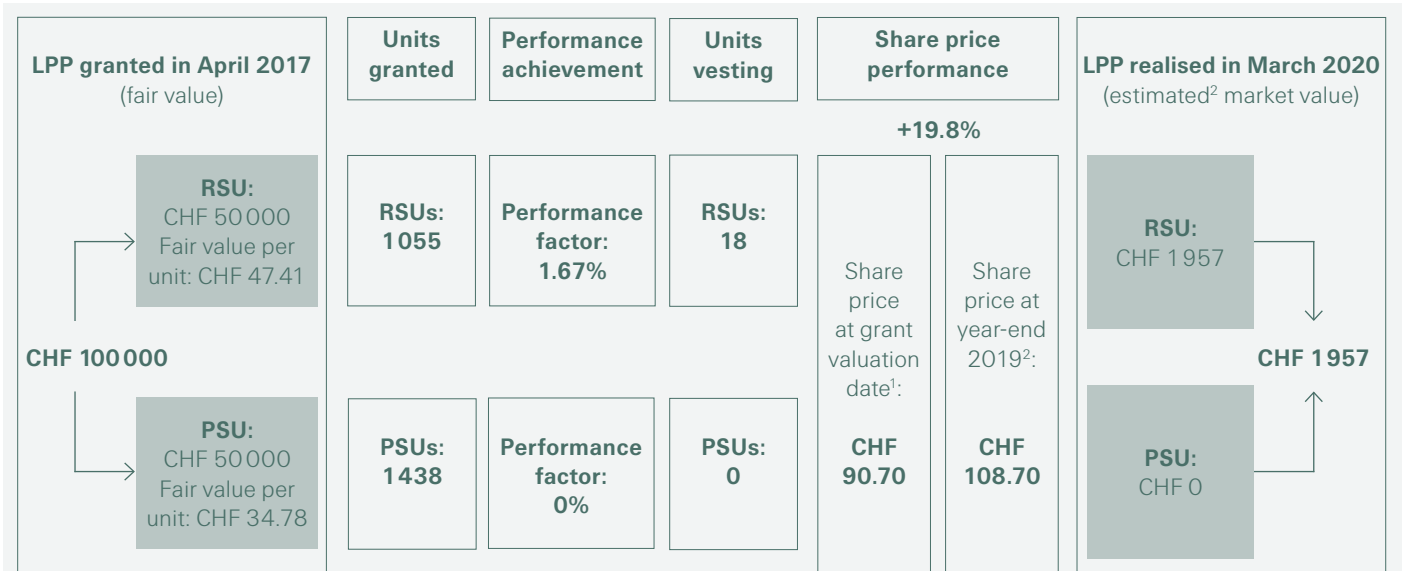 LPP granted in April 2017
(fair value)
Units
granted
Performance
achievement
Units
vesting
Share price
performance
LPP realised in March 2020
(estimated² market value)
+19.8%
RSU:
CHF 50 000
Fair value per
unit: CHF 47.41
RSUs:
1 055
Performance
factor:
1.67%
RSUs:
18
Share
price
at grant
valuation
date¹:
CHF
90.70
Share
price at
year-end
2019²:
CHF
108.70
RSU:
CHF 1 957
CHF 100 000
CHF 1 957
PSU:
CHF 50 000
Fair value per
unit: CHF 34.78
PSUs:
1 438
Performance
factor:
0%
PSUs:
0
PSU:
CHF 0